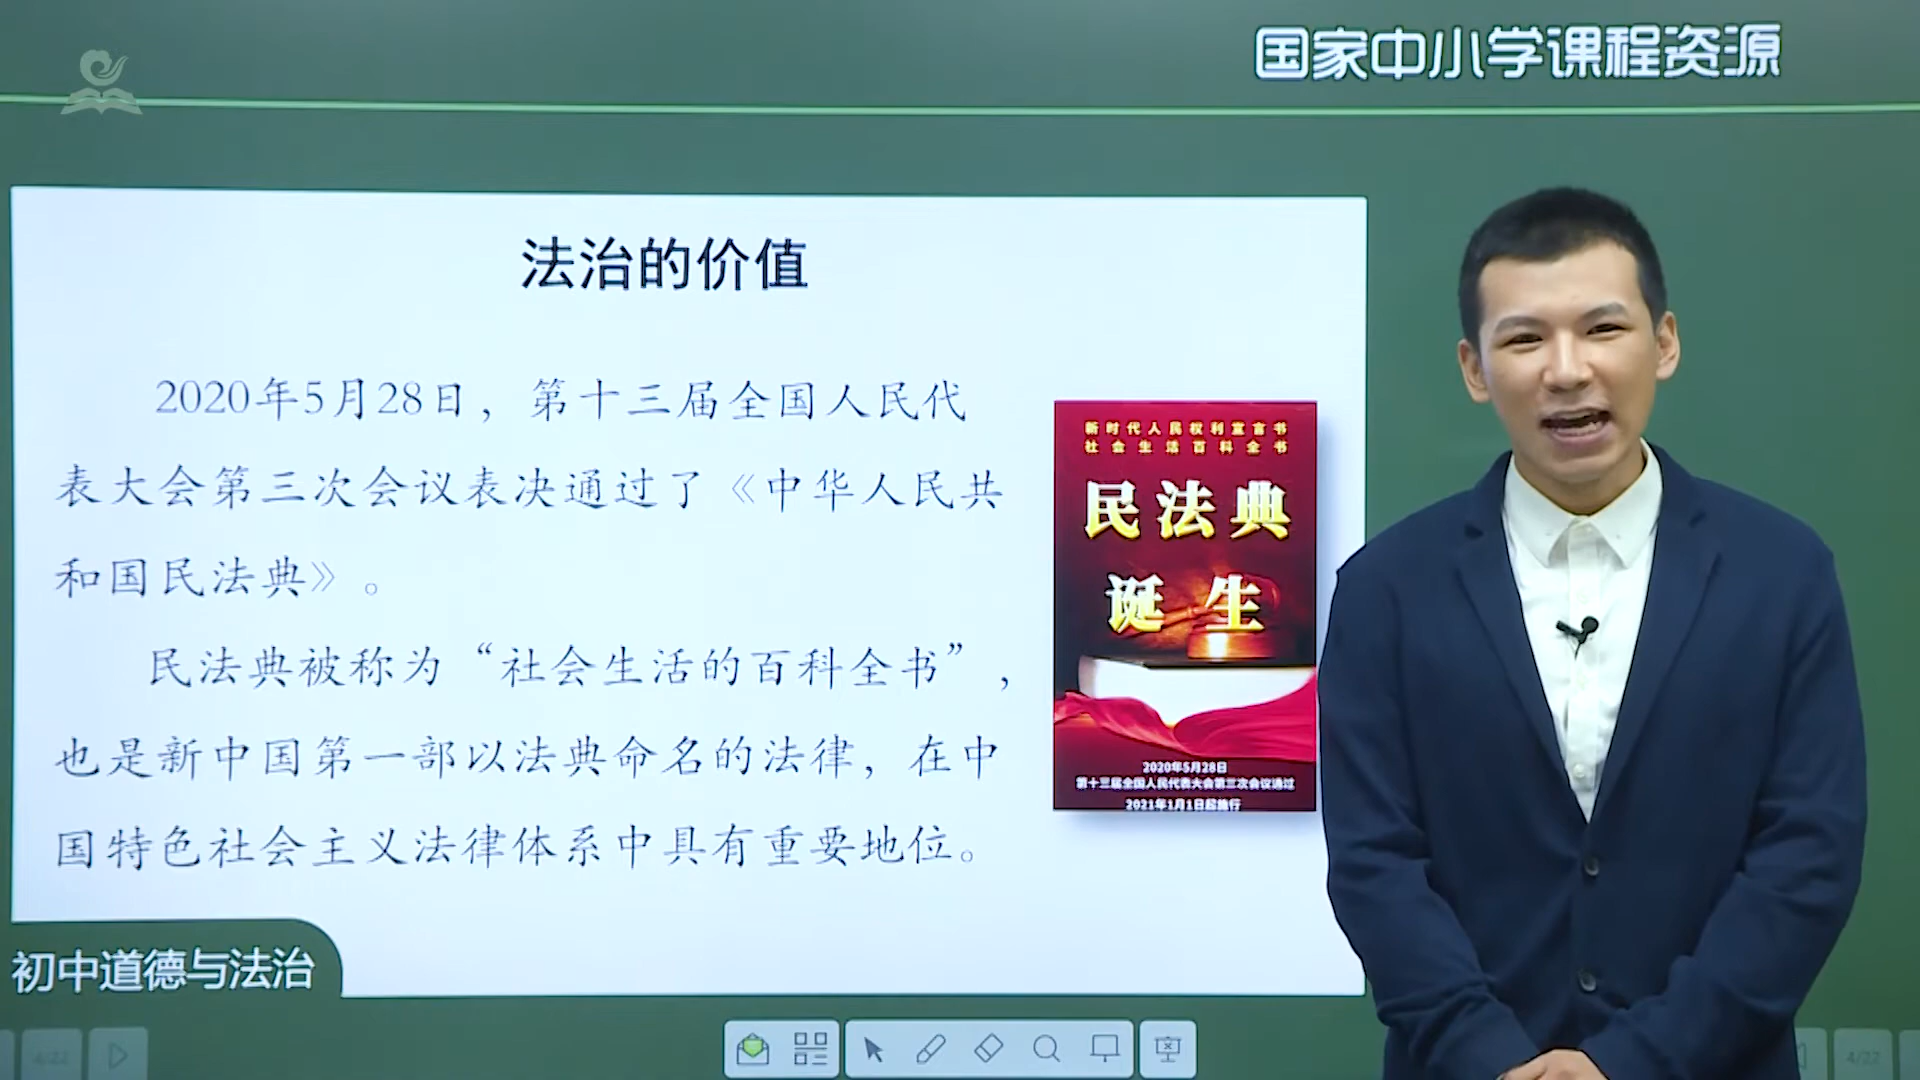 国家中小学课程资源
法治的价值
2020年5月28日，第十三届全国人民代
表大会第三次会议表决通过了《中华人民共
和国民法典》。
民法典被称为“社会生活的百科全书”，
也是新中国第一部以法典命名的法律，在中
国特色社会主义法律体系中具有重要地位。
新时代人民权利宣言书
社会生活百科全书
民法典
诞生
2020年5月28日
第十三届全国人民代表大会第三次会议通过
2021年1月1日起施行
初中道德与法治
4/22
4/22